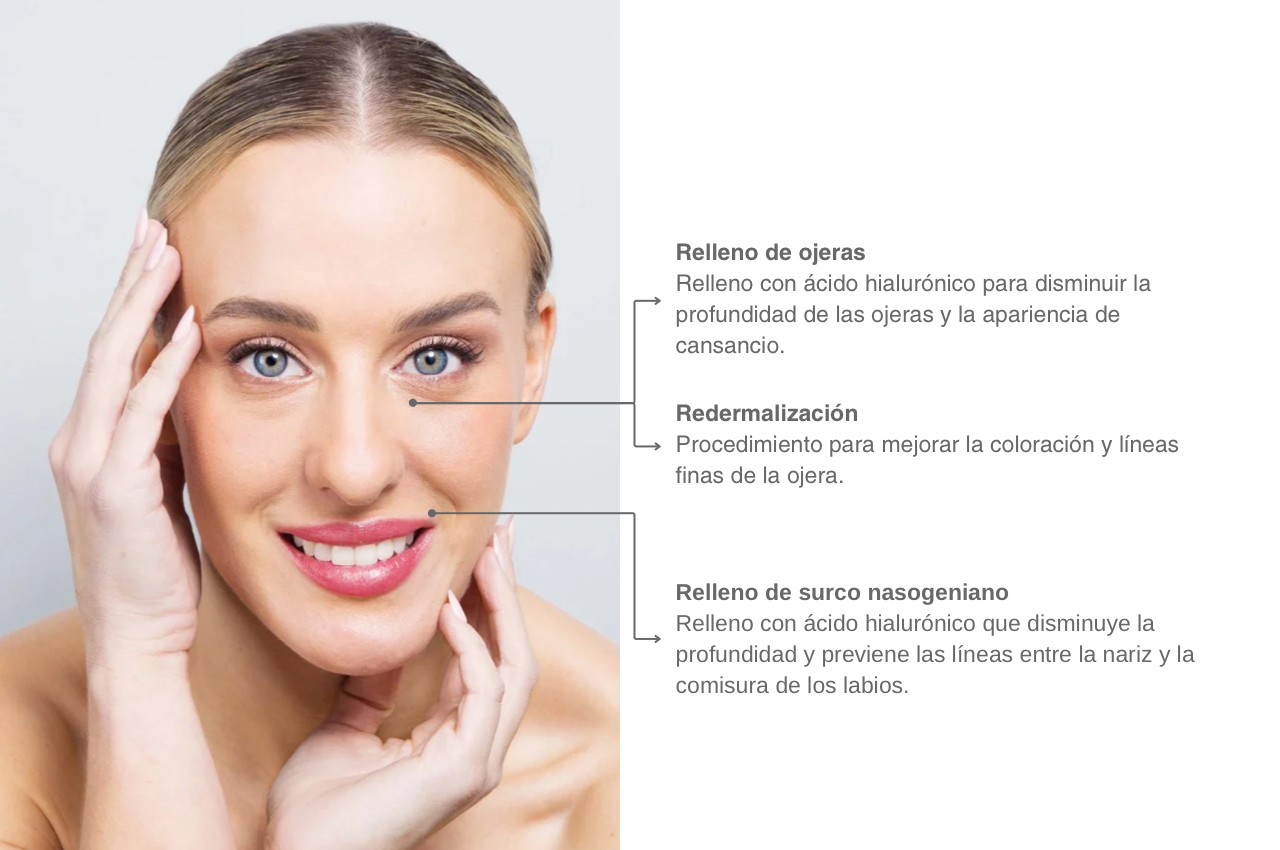 Relleno de ojeras
Relleno con ácido hialurónico para disminuir la
profundidad de las ojeras y la apariencia de
cansancio.
Redermalización
Procedimiento para mejorar la coloración y líneas
finas de la ojera.
Relleno de surco nasogeniano
Relleno con ácido hialurónico que disminuye la
profundidad y previene las líneas entre la nariz y la
comisura de los labios.